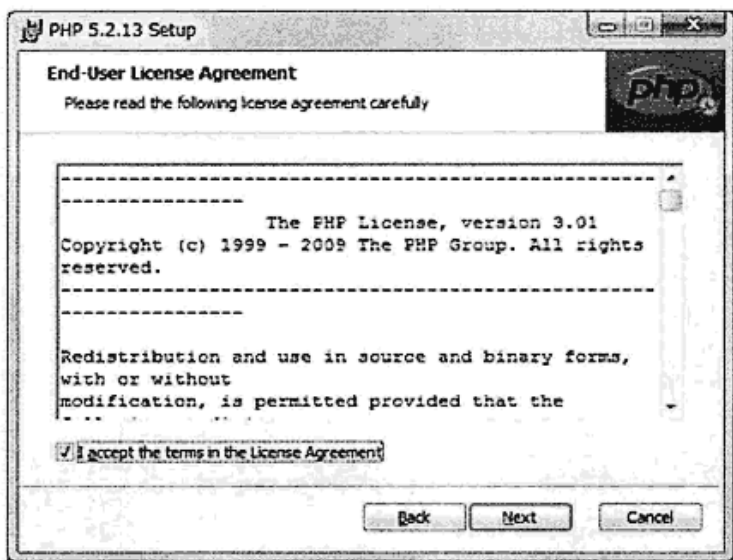 PHP 5.2.13 Setup
End-User License Agreement
Please read the following license agreement carefully
php
----------------------------------------------------
----------------
The PHP License, version 3.01
Copyright (c) 1999 - 2009 The PHP Group. All rights
reserved.
----------------------------------------------------
----------------
Redistribution and use in source and binary forms,
with or without
modification, is permitted provided that the
I accept the terms in the License Agreement
Back Next Cancel